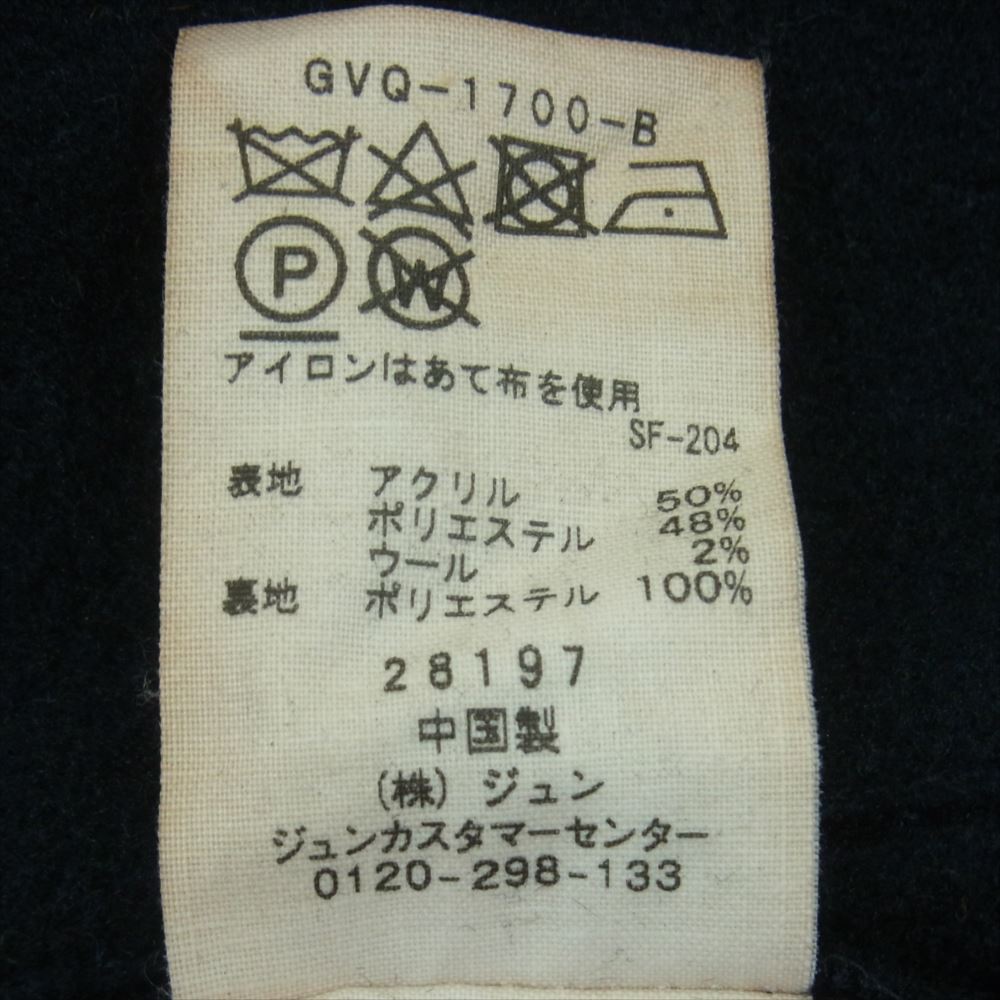 GVQ-1700-B
P W
アイロンはあて布を使用
SF-204
表地 アクリル 50%
ポリエステル 48%
ウール 2%
裏地 ポリエステル 100%
28197
中国製
(株) ジュン
ジュンカスタマーセンター
0120-298-133